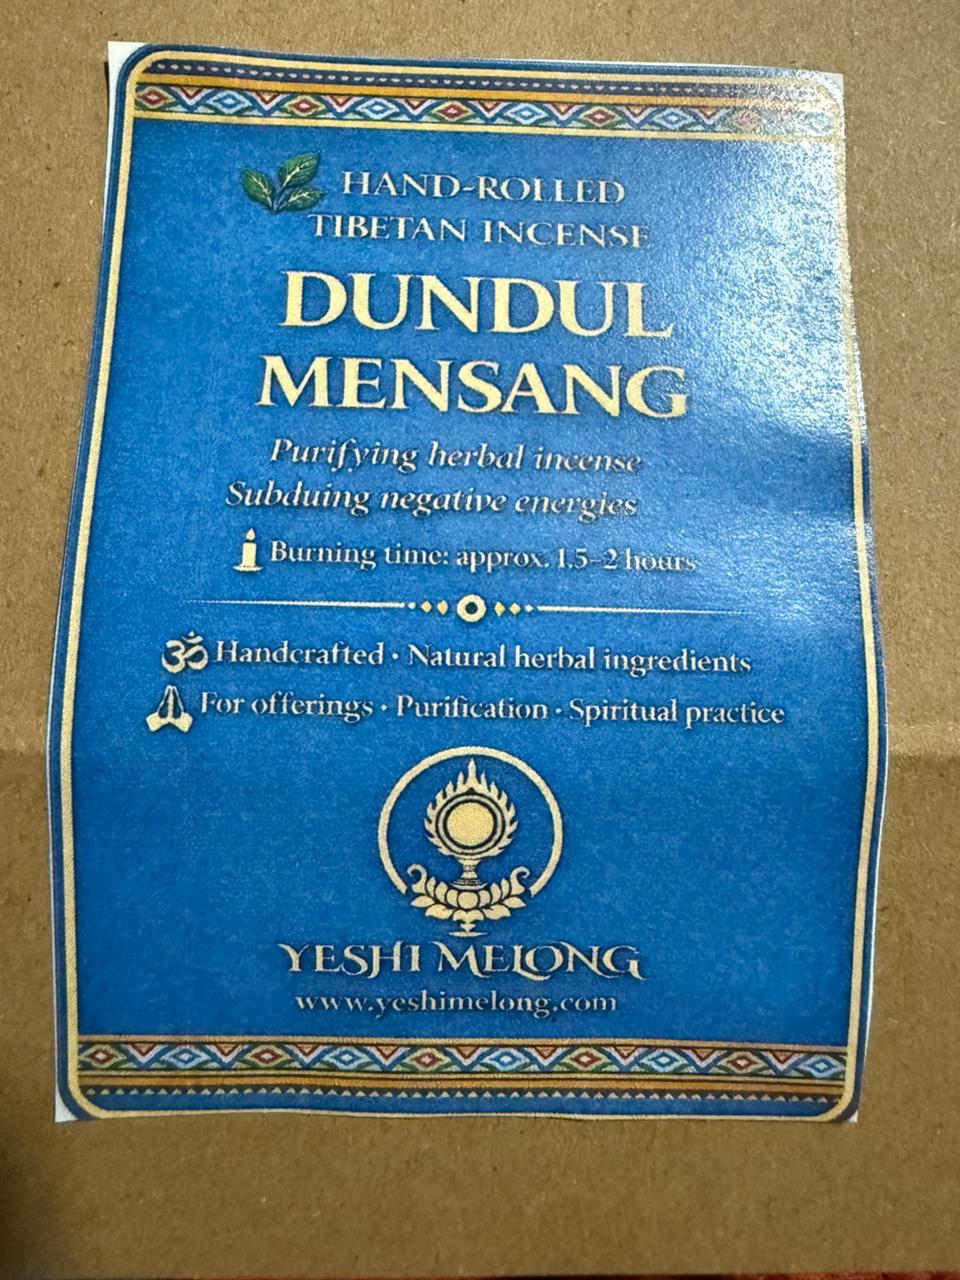 HAND-ROLLED
TIBETAN INCENSE
DUNDUL
MENSANG
Purifying herbal incense
Subduing negative energies
Burning time: approx. 1.5–2 hours
ॐ Handcrafted · Natural herbal ingredients
For offerings · Purification · Spiritual practice
YESHI MELONG
www.yeshimelong.com